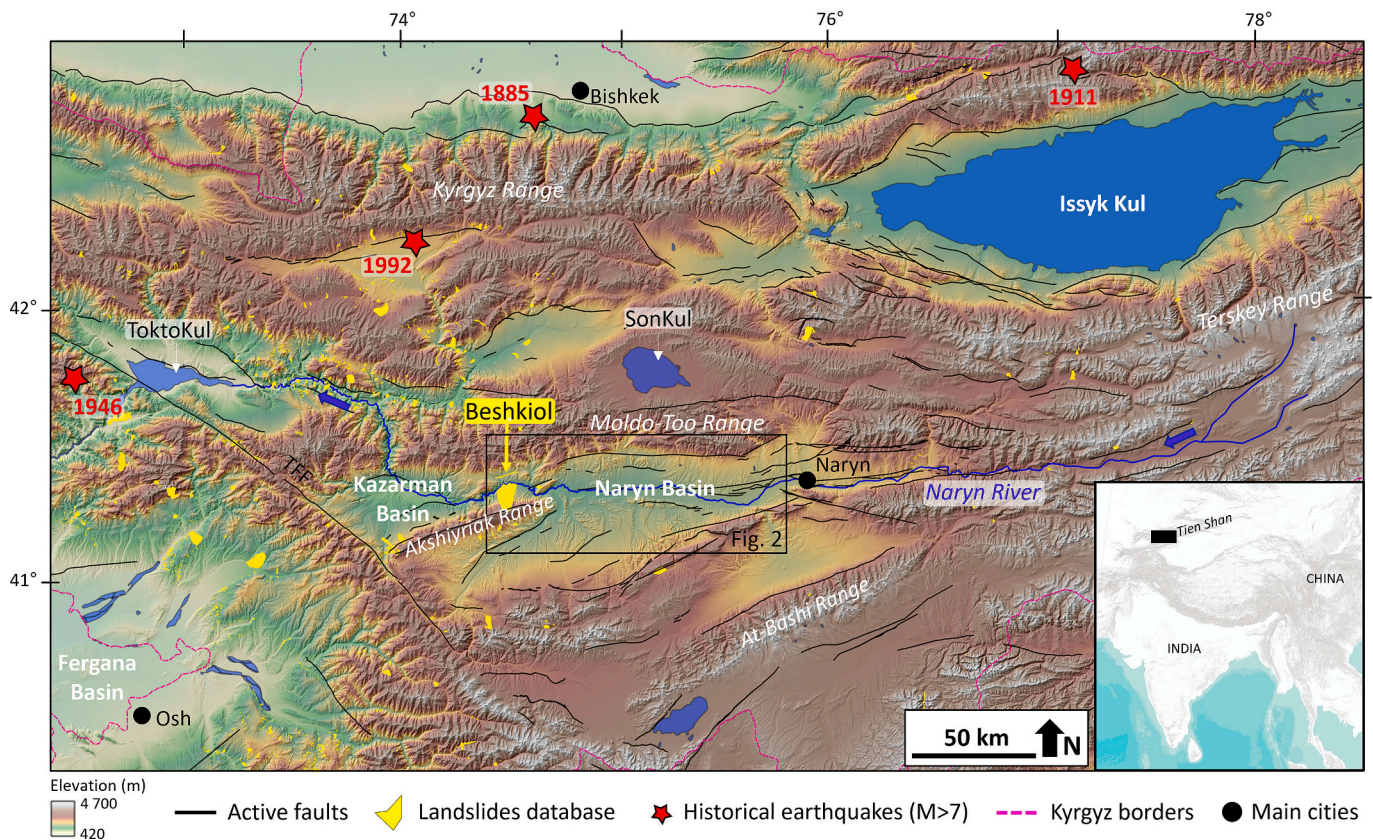 74°
76°
78°
1885
Bishkek
1911
Kyrgyz Range
Issyk Kul
1992
42°
ToktoKul
SonKul
Terskey Range
1946
Beshkiol
Moldo-Too Range
TFF
Kazarman
Basin
Naryn Basin
Naryn
Naryn River
Akshiyriak Range
Fig. 2
Tien Shan
CHINA
41°
At-Bashi Range
INDIA
Fergana
Basin
Osh
50 km
N
Elevation (m)
4 700
420
Active faults
Landslides database
Historical earthquakes (M>7)
Kyrgyz borders
Main cities